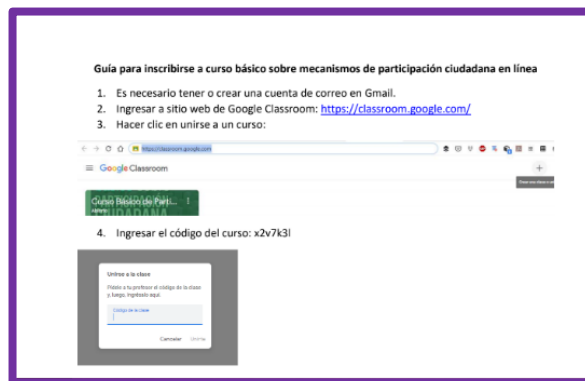 Guía para inscribirse a curso básico sobre mecanismos de participación ciudadana en línea
1. Es necesario tener o crear una cuenta de correo en Gmail.
2. Ingresar a sitio web de Google Classroom: https://classroom.google.com/
3. Hacer clic en unirse a un curso:
https://classroom.google.com
Google Classroom
Curso Básico de Parti...
4. Ingresar el código del curso: x2v7k3l
Unirse a la clase
Pídele a tu profesor el código de la clase
y, luego, ingrésalo aquí.
Código de la clase
Cancelar Unirte